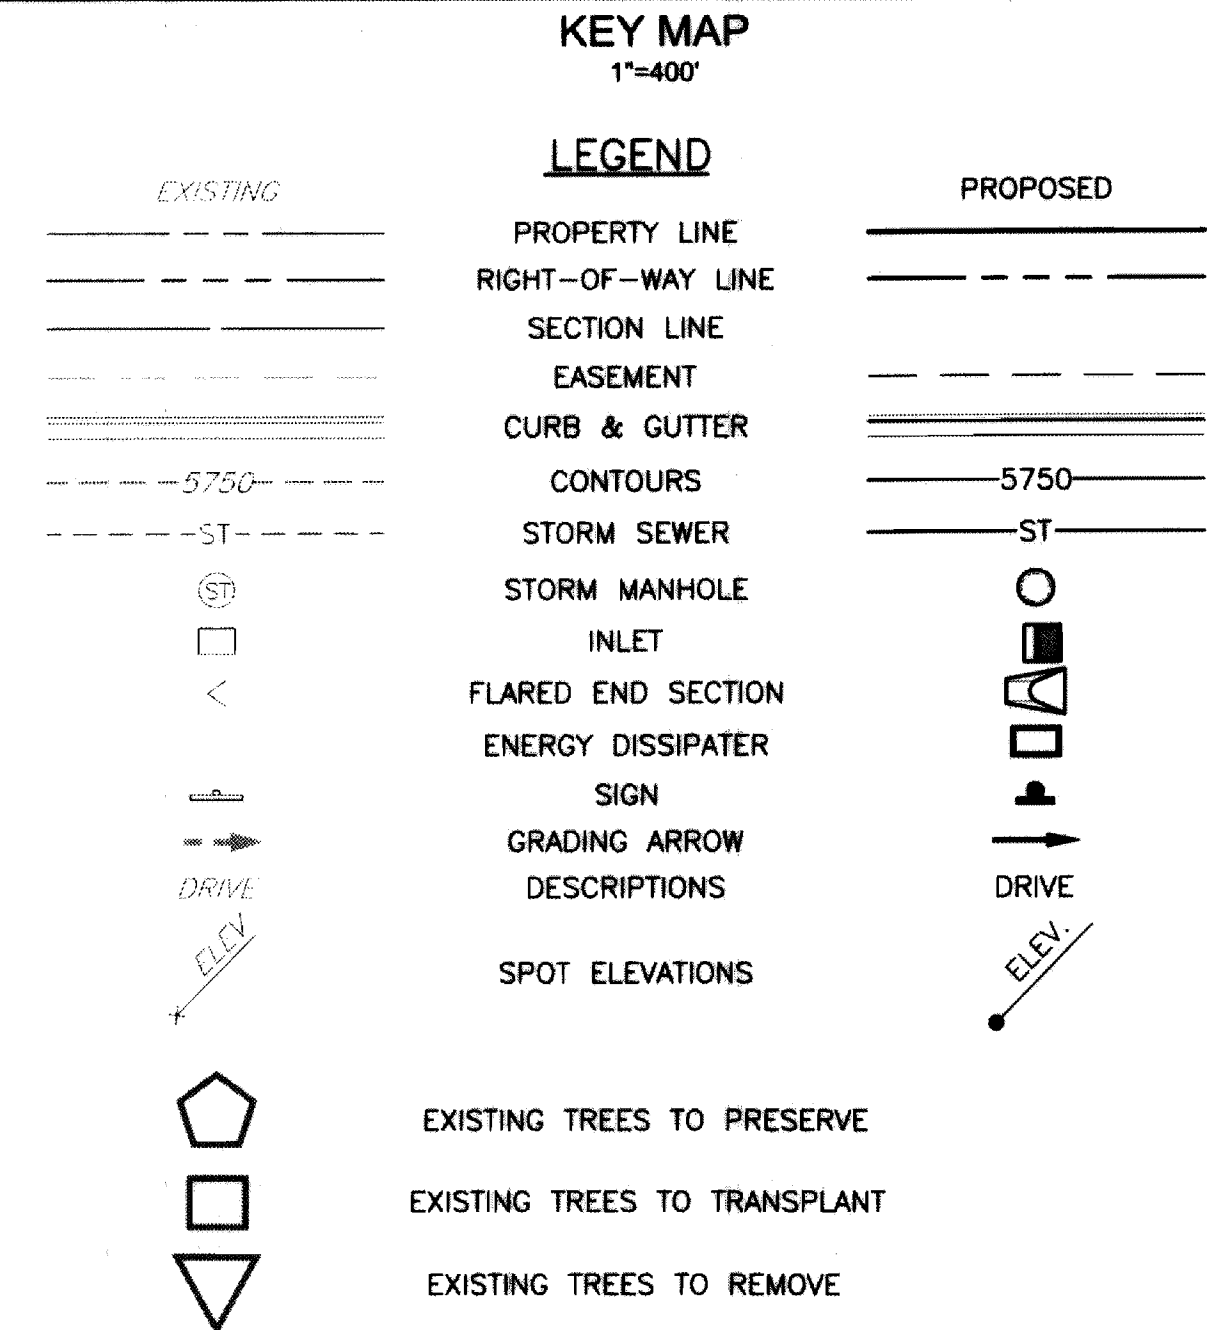 KEY MAP
1"=400'
LEGEND
EXISTING PROPOSED
PROPERTY LINE
RIGHT-OF-WAY LINE
SECTION LINE
EASEMENT
CURB & GUTTER
5750 CONTOURS 5750
ST STORM SEWER ST
ST STORM MANHOLE
INLET
FLARED END SECTION
ENERGY DISSIPATER
SIGN
GRADING ARROW
DRIVE DESCRIPTIONS DRIVE
ELEV SPOT ELEVATIONS ELEV.
EXISTING TREES TO PRESERVE
EXISTING TREES TO TRANSPLANT
EXISTING TREES TO REMOVE